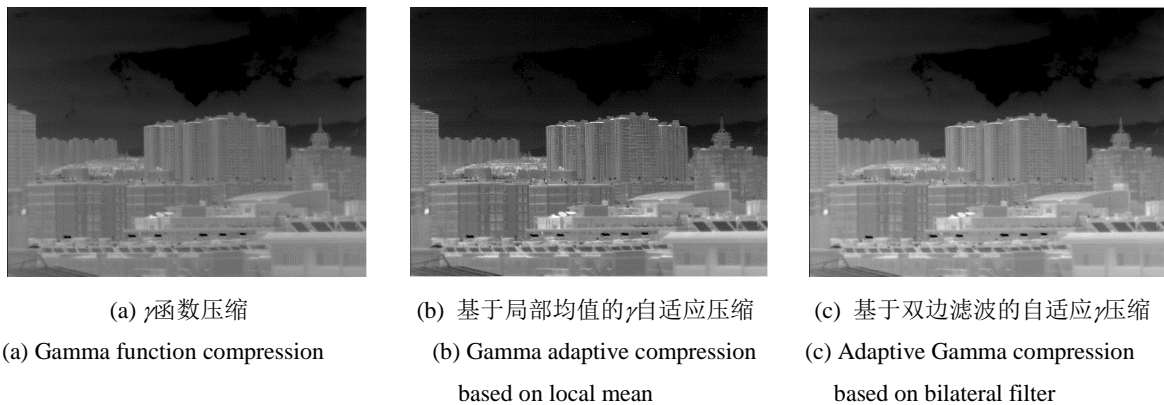 (a) γ函数压缩
(b) 基于局部均值的γ自适应压缩
(c) 基于双边滤波的自适应γ压缩
(a) Gamma function compression
(b) Gamma adaptive compression
based on local mean
(c) Adaptive Gamma compression
based on bilateral filter